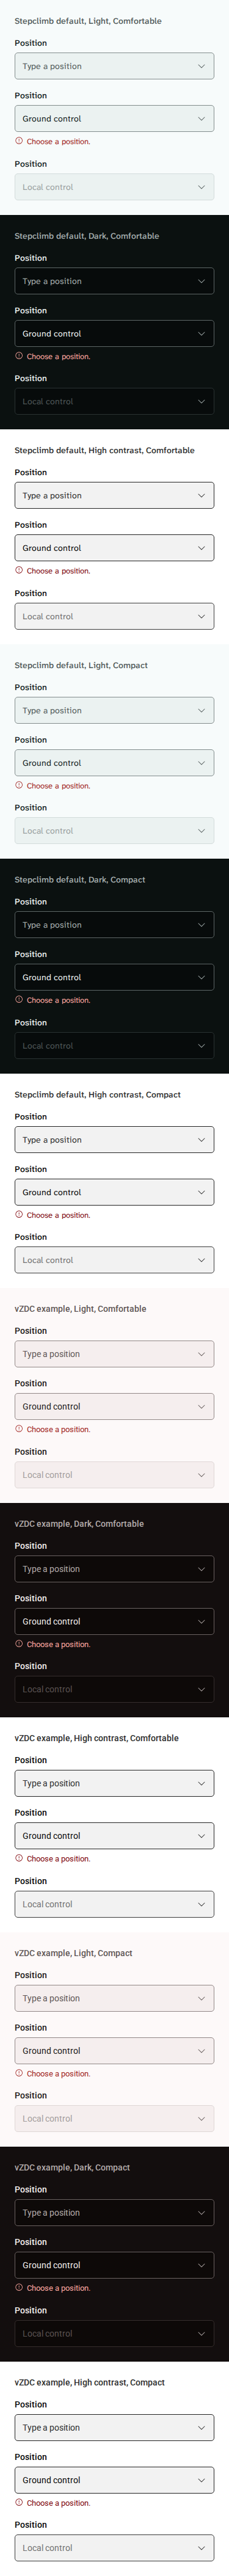 Stepclimb default, Light, Comfortable
Position
Type a position
Position
Ground control
Choose a position.
Position
Local control
Stepclimb default, Dark, Comfortable
Position
Type a position
Position
Ground control
Choose a position.
Position
Local control
Stepclimb default, High contrast, Comfortable
Position
Type a position
Position
Ground control
Choose a position.
Position
Local control
Stepclimb default, Light, Compact
Position
Type a position
Position
Ground control
Choose a position.
Position
Local control
Stepclimb default, Dark, Compact
Position
Type a position
Position
Ground control
Choose a position.
Position
Local control
Stepclimb default, High contrast, Compact
Position
Type a position
Position
Ground control
Choose a position.
Position
Local control
vZDC example, Light, Comfortable
Position
Type a position
Position
Ground control
Choose a position.
Position
Local control
vZDC example, Dark, Comfortable
Position
Type a position
Position
Ground control
Choose a position.
Position
Local control
vZDC example, High contrast, Comfortable
Position
Type a position
Position
Ground control
Choose a position.
Position
Local control
vZDC example, Light, Compact
Position
Type a position
Position
Ground control
Choose a position.
Position
Local control
vZDC example, Dark, Compact
Position
Type a position
Position
Ground control
Choose a position.
Position
Local control
vZDC example, High contrast, Compact
Position
Type a position
Position
Ground control
Choose a position.
Position
Local control